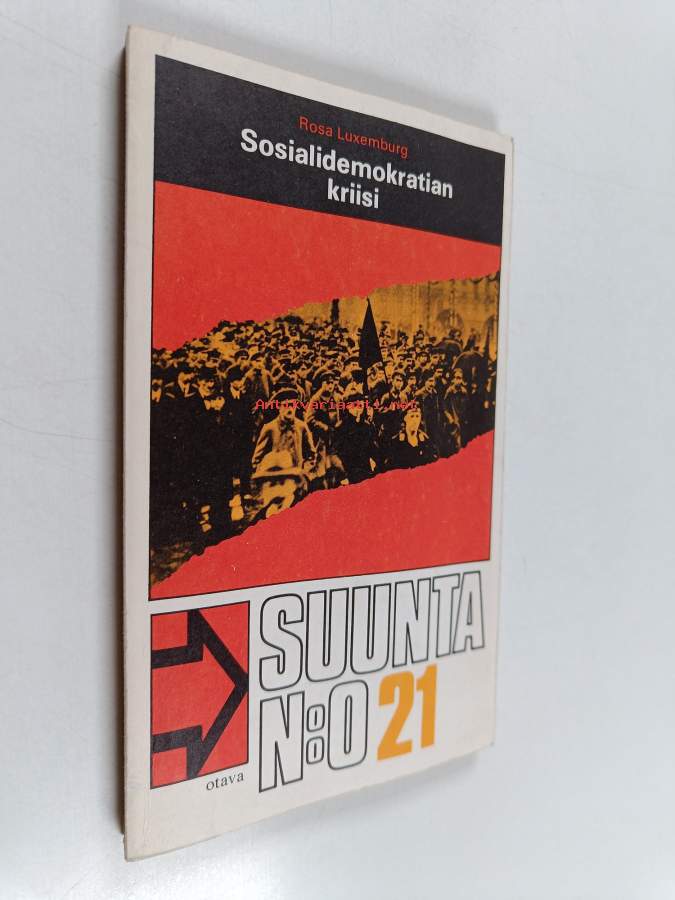 Rosa Luxemburg
Sosialidemokratian
kriisi
Antikvariaatti.net
SUUNTA
N:O 21
otava